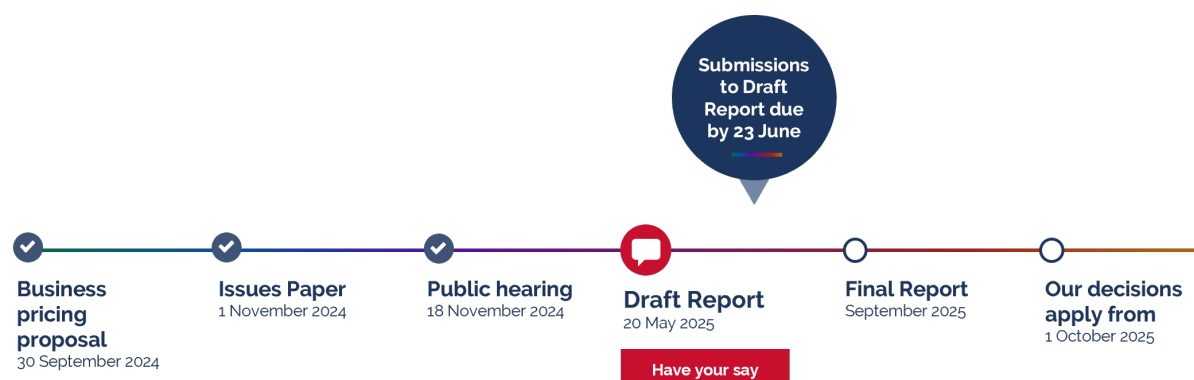 Submissions
to Draft
Report due
by 23 June
Business
pricing
proposal
30 September 2024
Issues Paper
1 November 2024
Public hearing
18 November 2024
Draft Report
20 May 2025
Have your say
Final Report
September 2025
Our decisions
apply from
1 October 2025